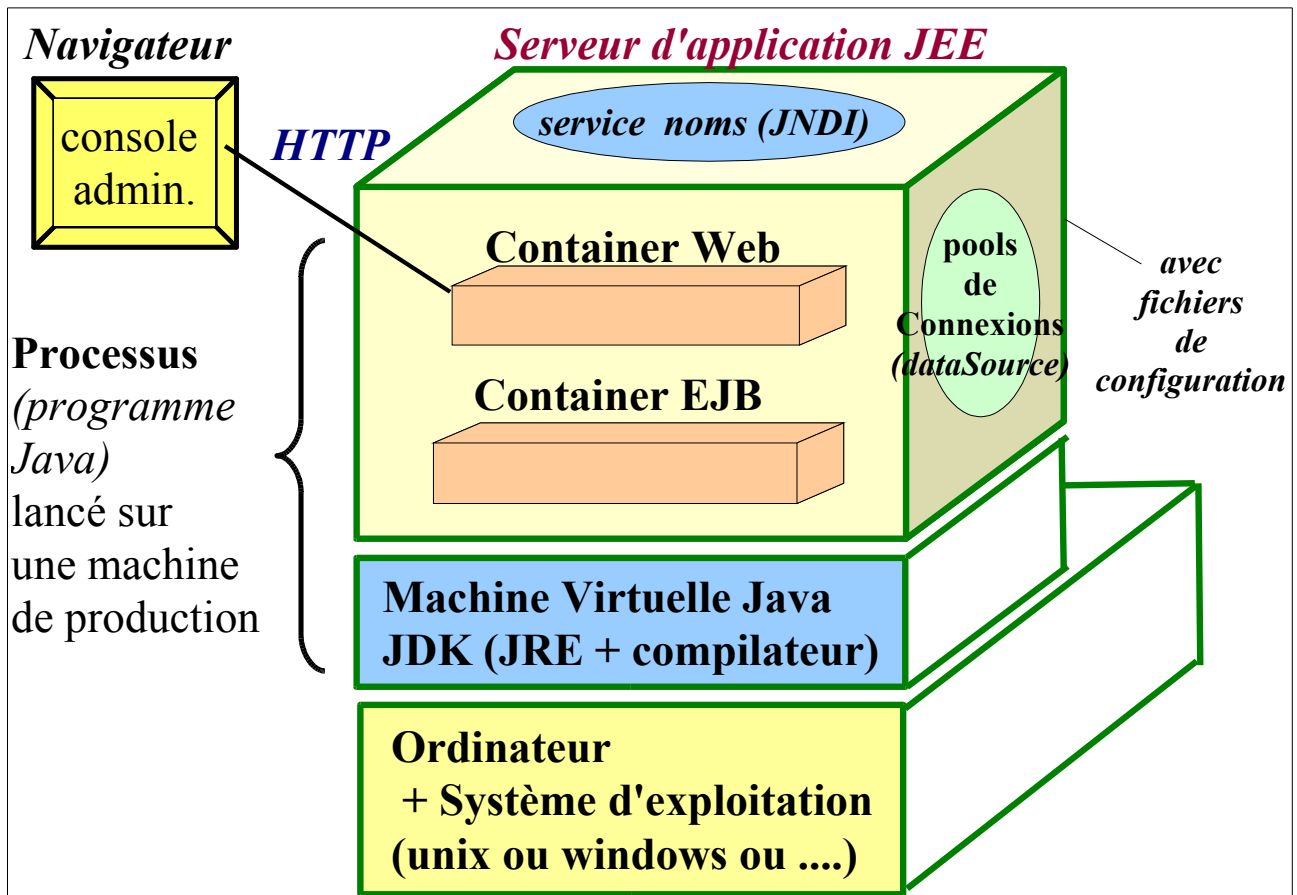 Navigateur
Serveur d'application JEE
console
admin.
HTTP
service noms (JNDI)
Container Web
pools
de
Connexions
(dataSource)
avec
fichiers
de
configuration
Container EJB
Processus
(programme
Java)
lancé sur
une machine
de production
Machine Virtuelle Java
JDK (JRE + compilateur)
Ordinateur
+ Système d'exploitation
(unix ou windows ou ....)